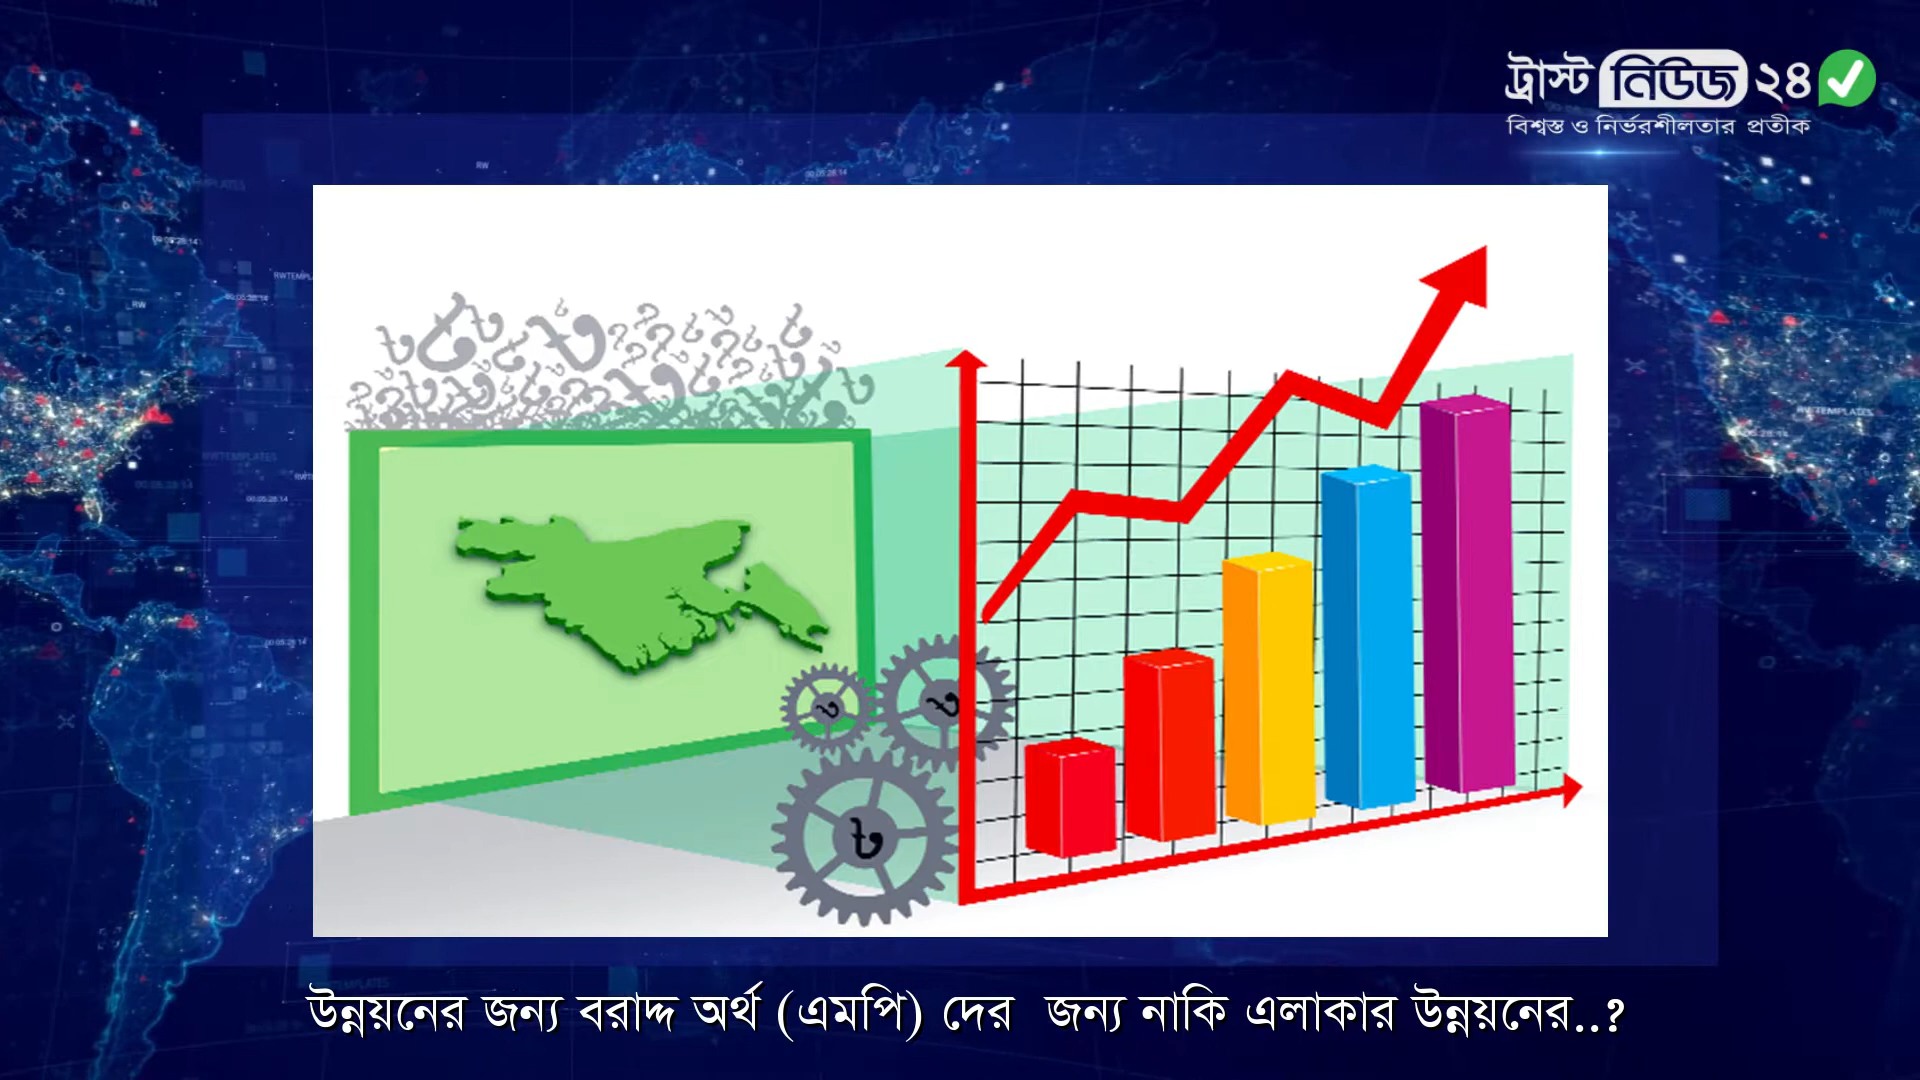 ট্রাস্ট নিউজ ২৪
বিশ্বস্ত ও নির্ভরশীলতার প্রতীক
উন্নয়নের জন্য বরাদ্দ অর্থ (এমপি) দের জন্য নাকি এলাকার উন্নয়নের..?